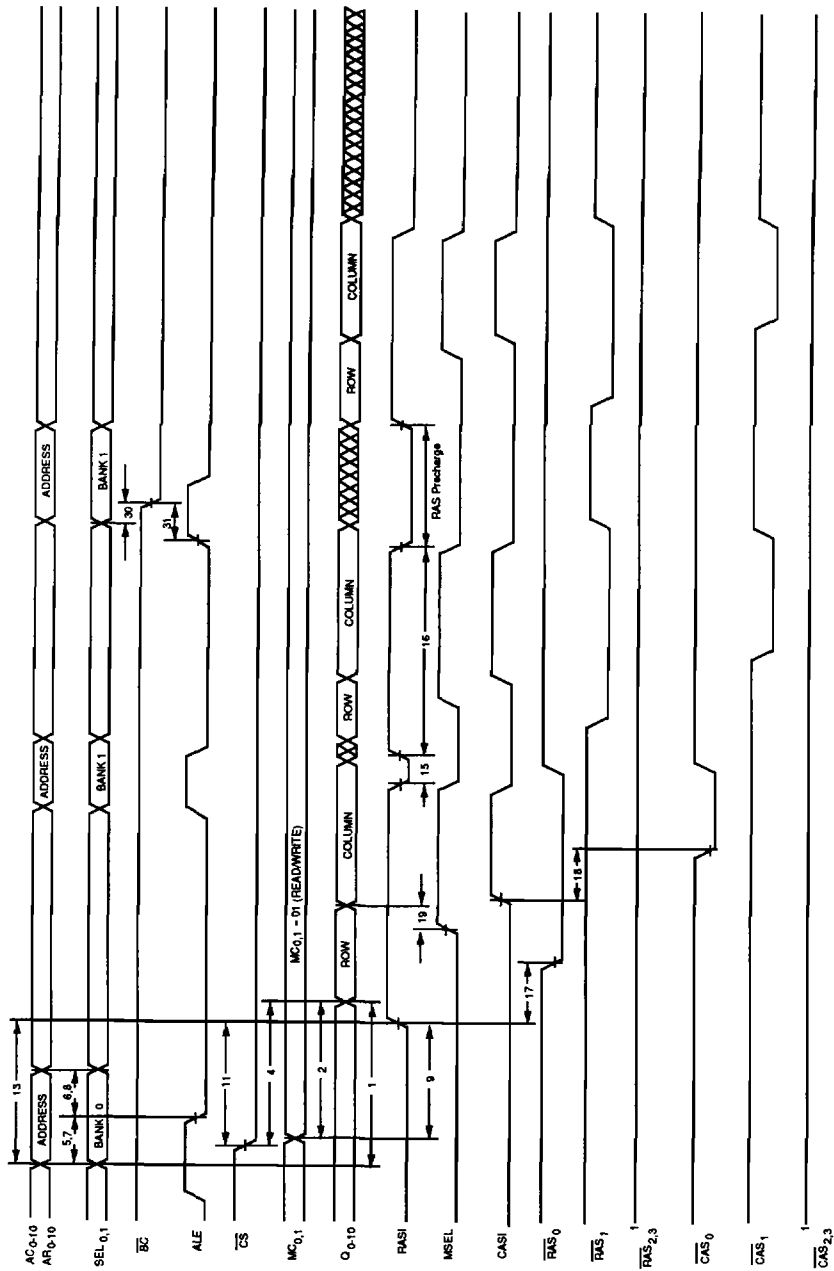 AC0-10
AR0-10
13
ADDRESS
5,7
6,8
ADDRESS
ADDRESS
SEL0,1
BANK 0
BANK 1
BANK 1
BC
30
31
ALE
CS
11
4
MC0,1
MC0,1 - 01 (READ/WRITE)
2
Q0-10
ROW
COLUMN
ROW
COLUMN
ROW
COLUMN
1
RASI
9
15
16
RAS Precharge
MSEL
19
CASI
RAS0
17
18
RAS1
1
RAS2,3
CAS0
CAS1
1
CAS2,3